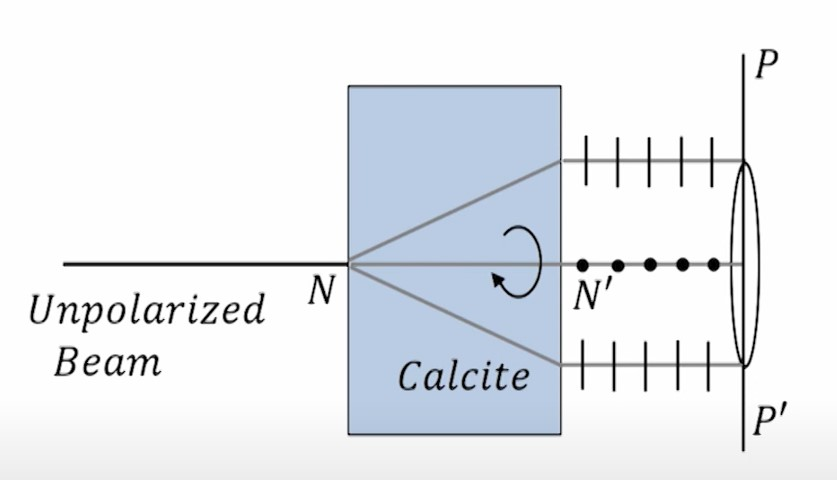 P
N
N′
Unpolarized
Beam
Calcite
P′